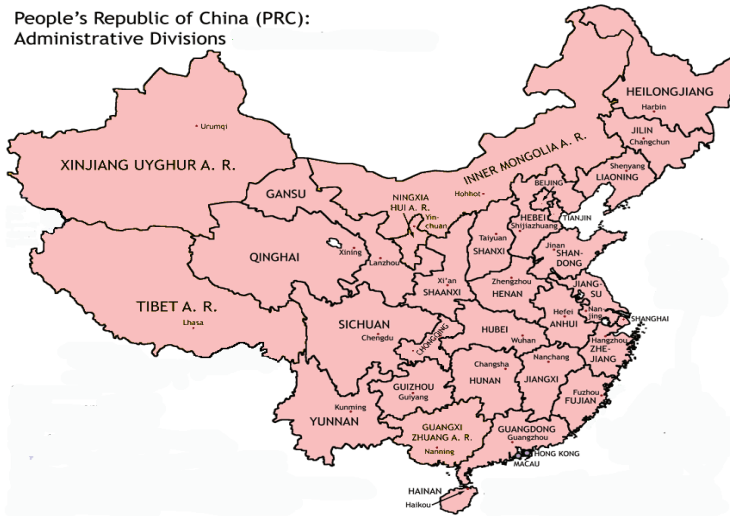 People's Republic of China (PRC):
Administrative Divisions
HEILONGJIANG
Harbin
JILIN
Changchun
Urumqi
XINJIANG UYGHUR A. R.
INNER MONGOLIA A. R.
Shenyang
LIAONING
GANSU
NINGXIA
HUI A. R.
Yin-
chuan
Hohhot
BEIJING
HEBEI
Shijiazhuang
TIANJIN
QINGHAI
Xining
Lanzhou
Taiyuan
SHANXI
Jinan
SHAN-
DONG
Xi'an
SHAANXI
Zhengzhou
HENAN
JIANG-
SU
TIBET A. R.
Lhasa
SICHUAN
Chengdu
CHONGQING
HUBEI
Wuhan
Hefei
ANHUI
Nan
jing
SHANGHAI
Hangzhou
ZHE-
JIANG
Changsha
HUNAN
Nanchang
JIANGXI
GUIZHOU
Guiyang
Fuzhou
FUJIAN
Kunming
YUNNAN
GUANGXI
ZHUANG A. R.
Nanning
GUANGDONG
Guangzhou
HONG KONG
MACAU
HAINAN
Haikou